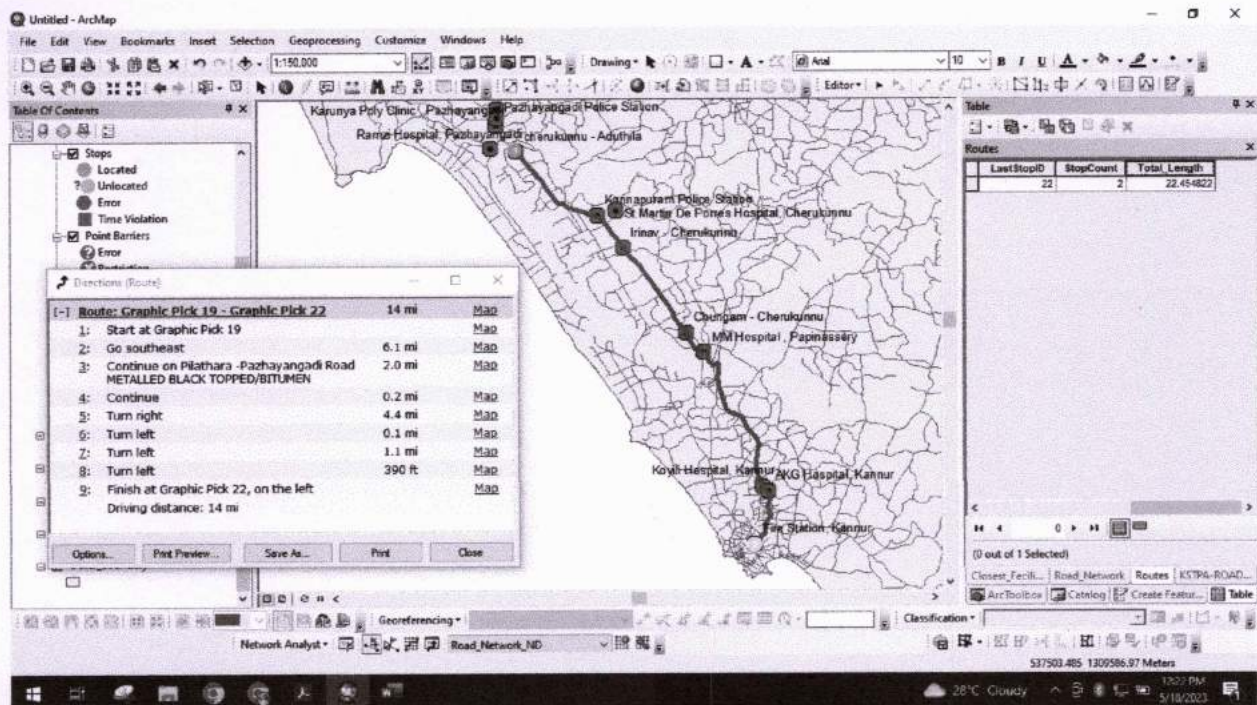 Untitled - ArcMap
File Edit View Bookmarks Insert Selection Geoprocessing Customize Windows Help
1:150,000
Drawing
Arial
10
B I U A
Editor
Table Of Contents
Stops
Located
? Unlocated
Error
Time Violation
Point Barriers
Error
Karunya Poly Clinic, Pazhayangadi
Pazhayangadi Police Station
Rama Hospital, Pazhayangadi
cherukunnu - Aduthila
Kannapuram Police Station
St Martin De Porres Hospital, Cherukunnu
Irinav - Cherukunnu
Chungam - Cherukunnu
MM Hospital, Papinassery
Koyili Hospital, Kannur
AKG Hospital, Kannur
Fire Station, Kannur
Directions (Route)
[-] Route: Graphic Pick 19 - Graphic Pick 22 14 mi Map
1: Start at Graphic Pick 19 Map
2: Go southeast 6.1 mi Map
3: Continue on Pilathara -Pazhayangadi Road 2.0 mi Map
METALLED BLACK TOPPED/BITUMEN
4: Continue 0.2 mi Map
5: Turn right 4.4 mi Map
6: Turn left 0.1 mi Map
7: Turn left 1.1 mi Map
8: Turn left 390 ft Map
9: Finish at Graphic Pick 22, on the left Map
Driving distance: 14 mi
Options... Print Preview... Save As... Print Close
Table
Routes
LastStopID StopCount Total_Length
22 2 22.454822
0
(0 out of 1 Selected)
Closest_Facili... Road_Network Routes KSTPA-ROAD...
ArcToolbox Catalog Create Featur... Table
Georeferencing
Classification
Network Analyst
Road_Network_ND
537503.485 1309586.97 Meters
28°C Cloudy
12:22 PM
5/18/2023